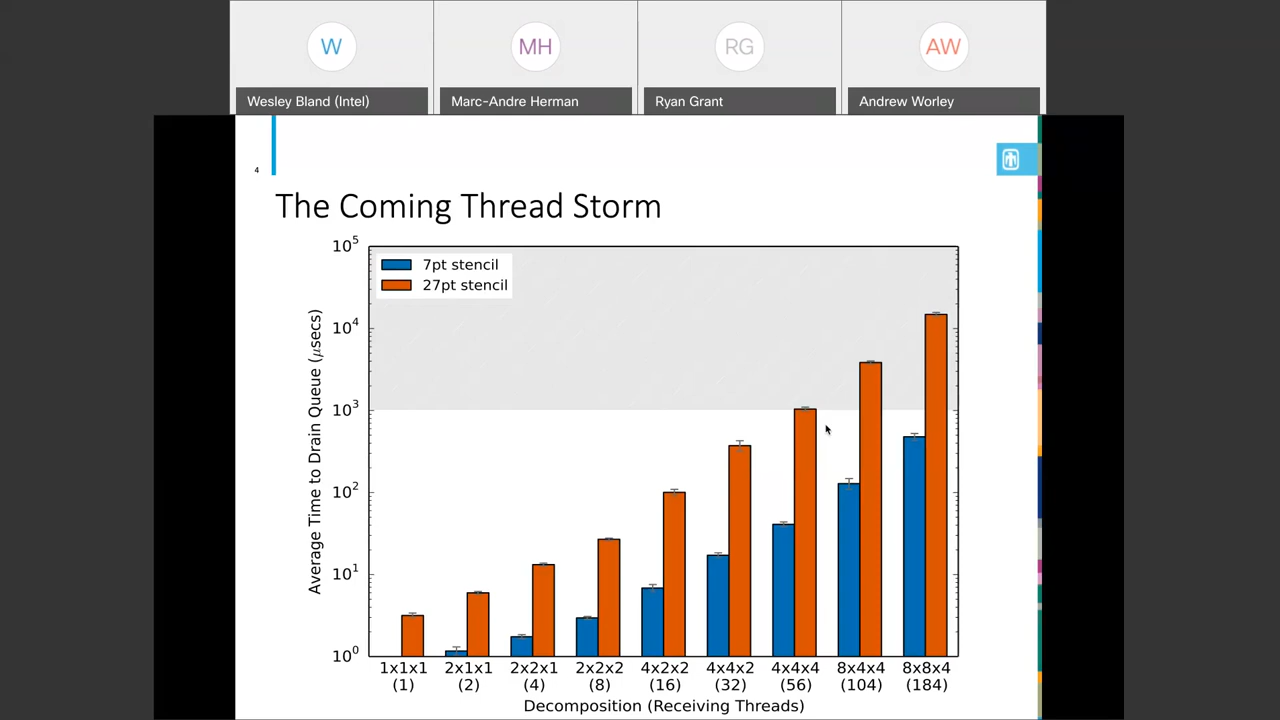 W
MH
RG
AW
Wesley Bland (Intel)
Marc-Andre Herman
Ryan Grant
Andrew Worley
4
The Coming Thread Storm
10^5
10^4
10^3
10^2
10^1
10^0
7pt stencil
27pt stencil
Average Time to Drain Queue (μsecs)
1x1x1 2x1x1 2x2x1 2x2x2 4x2x2 4x4x2 4x4x4 8x4x4 8x8x4
(1) (2) (4) (8) (16) (32) (56) (104) (184)
Decomposition (Receiving Threads)